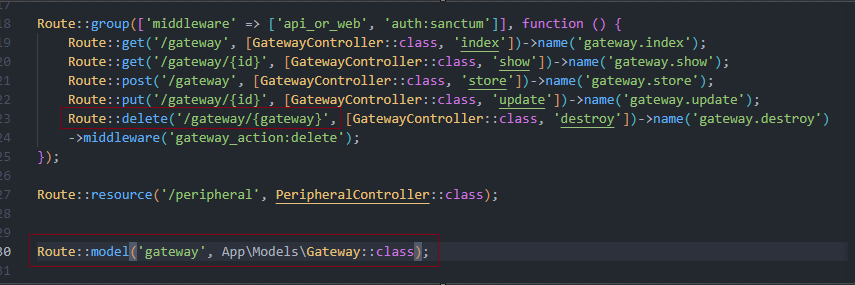 18 Route::group(['middleware' => ['api_or_web', 'auth:sanctum']], function () {
19 Route::get('/gateway', [GatewayController::class, 'index'])->name('gateway.index');
20 Route::get('/gateway/{id}', [GatewayController::class, 'show'])->name('gateway.show');
21 Route::post('/gateway', [GatewayController::class, 'store'])->name('gateway.store');
22 Route::put('/gateway/{id}', [GatewayController::class, 'update'])->name('gateway.update');
23 Route::delete('/gateway/{gateway}', [GatewayController::class, 'destroy'])->name('gateway.destroy')
24 ->middleware('gateway_action:delete');
25 });
26
27 Route::resource('/peripheral', PeripheralController::class);
28
29
30 Route::model('gateway', App\Models\Gateway::class);
31